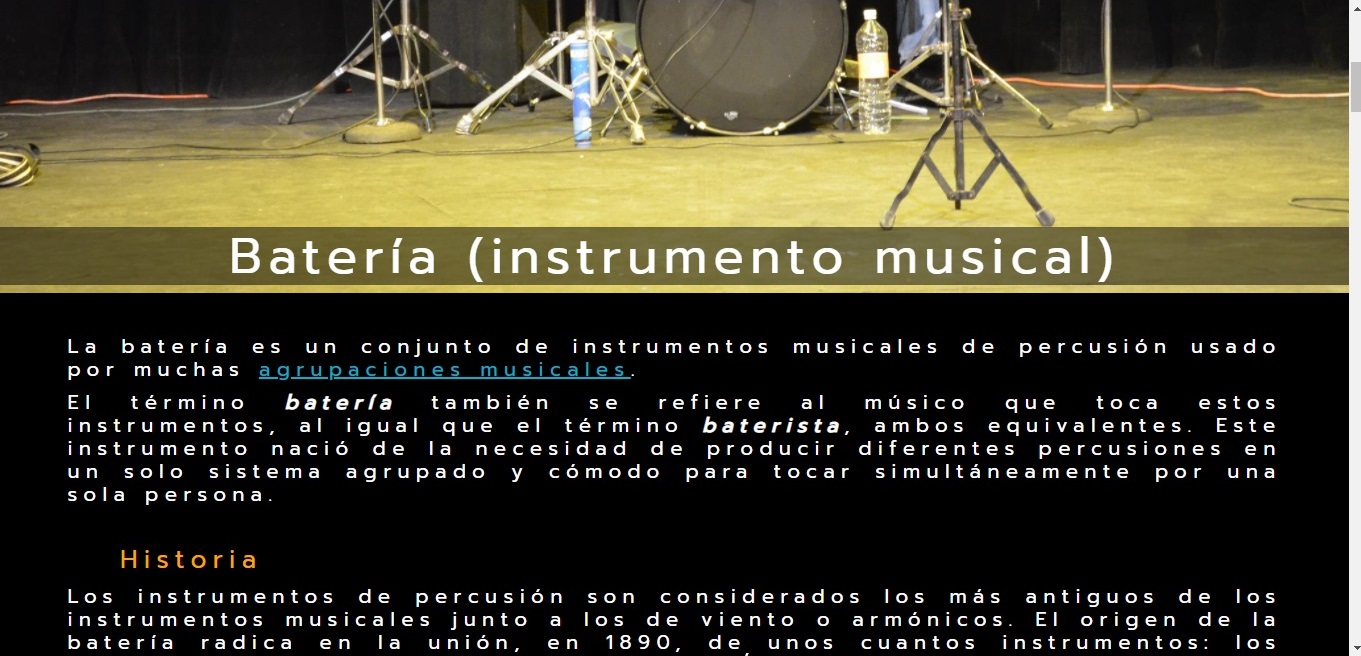 Batería (instrumento musical)
La batería es un conjunto de instrumentos musicales de percusión usado
por muchas agrupaciones musicales.
El término batería también se refiere al músico que toca estos
instrumentos, al igual que el término baterista, ambos equivalentes. Este
instrumento nació de la necesidad de producir diferentes percusiones en
un solo sistema agrupado y cómodo para tocar simultáneamente por una
sola persona.
Historia
Los instrumentos de percusión son considerados los más antiguos de los
instrumentos musicales junto a los de viento o armónicos. El origen de la
batería radica en la unión, en 1890, de unos cuantos instrumentos: los